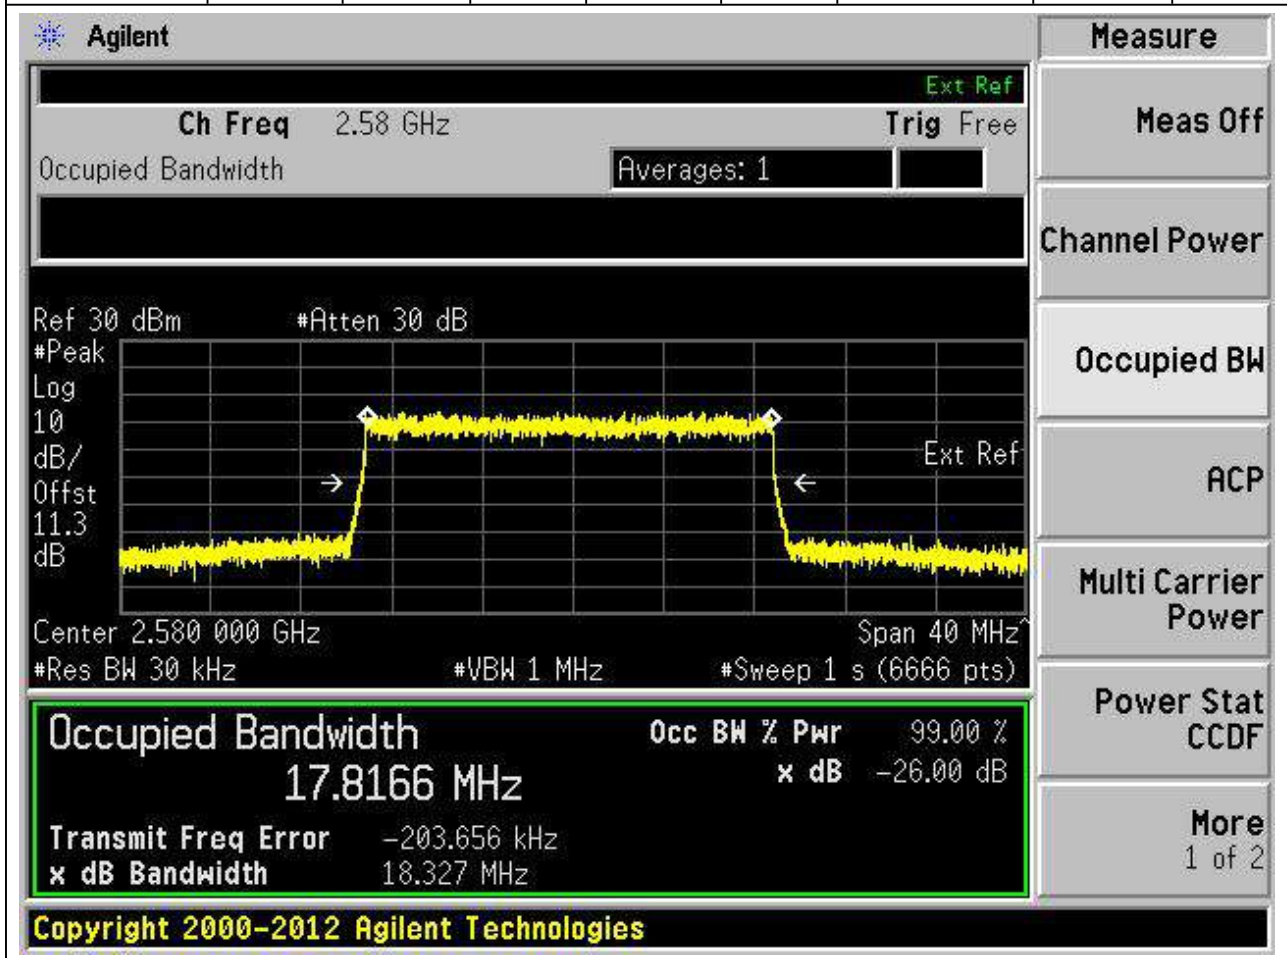 Agilent
Measure
Ext Ref
Ch Freq 2.58 GHz Trig Free
Meas Off
Occupied Bandwidth Averages: 1
Channel Power
Ref 30 dBm #Atten 30 dB
#Peak
Log
10
dB/
Offst
11.3
dB
Ext Ref
Occupied BW
ACP
Center 2.580 000 GHz Span 40 MHz^
#Res BW 30 kHz #VBW 1 MHz #Sweep 1 s (6666 pts)
Multi Carrier
Power
Occupied Bandwidth Occ BW % Pwr 99.00 %
17.8166 MHz x dB -26.00 dB
Transmit Freq Error -203.656 kHz
x dB Bandwidth 18.327 MHz
Power Stat
CCDF
More
1 of 2
Copyright 2000-2012 Agilent Technologies